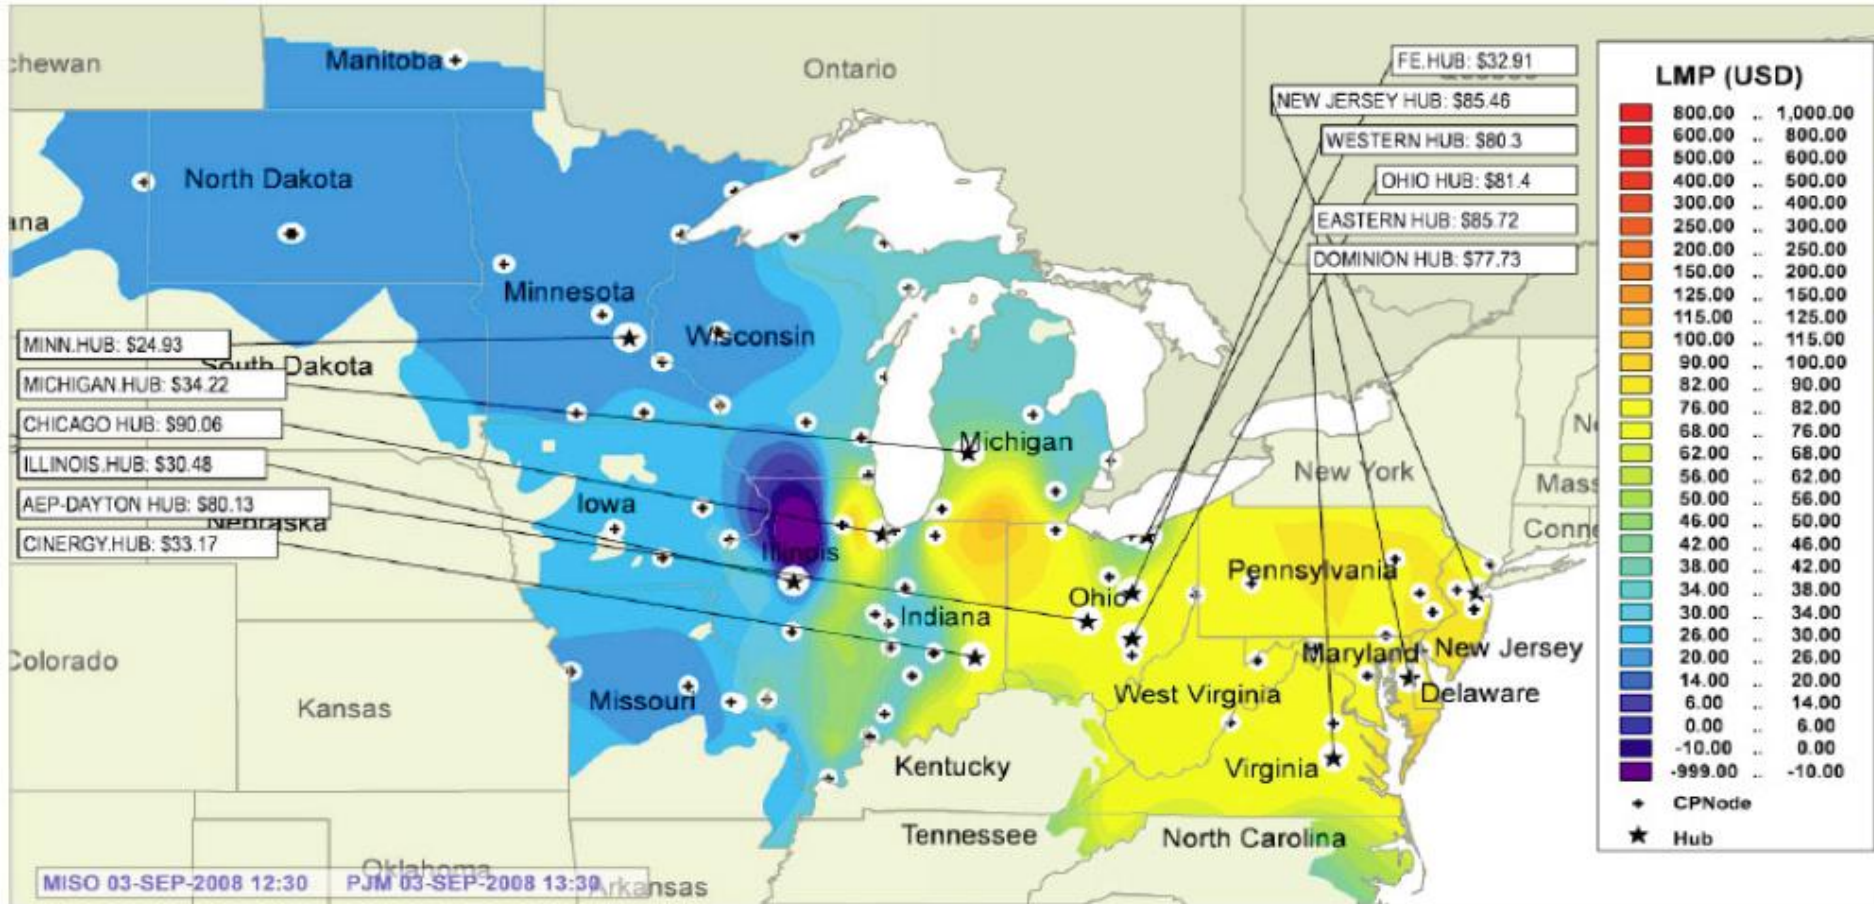 chewan
Manitoba
Ontario
North Dakota
ana
Minnesota
Wisconsin
South Dakota
Michigan
New York
Mass
Conne
Iowa
Nebraska
Illinois
Indiana
Ohio
Pennsylvania
Maryland
New Jersey
Delaware
Colorado
Kansas
Missouri
West Virginia
Kentucky
Virginia
Tennessee
North Carolina
Oklahoma
Arkansas
MINN.HUB: $24.93
MICHIGAN.HUB: $34.22
CHICAGO HUB: $90.06
ILLINOIS.HUB: $30.48
AEP-DAYTON HUB: $80.13
CINERGY.HUB: $33.17
FE.HUB: $32.91
NEW JERSEY HUB: $85.46
WESTERN HUB: $80.3
OHIO HUB: $81.4
EASTERN HUB: $85.72
DOMINION HUB: $77.73
LMP (USD)
800.00 .. 1,000.00
600.00 .. 800.00
500.00 .. 600.00
400.00 .. 500.00
300.00 .. 400.00
250.00 .. 300.00
200.00 .. 250.00
150.00 .. 200.00
125.00 .. 150.00
115.00 .. 125.00
100.00 .. 115.00
90.00 .. 100.00
82.00 .. 90.00
76.00 .. 82.00
68.00 .. 76.00
62.00 .. 68.00
56.00 .. 62.00
50.00 .. 56.00
46.00 .. 50.00
42.00 .. 46.00
38.00 .. 42.00
34.00 .. 38.00
30.00 .. 34.00
26.00 .. 30.00
20.00 .. 26.00
14.00 .. 20.00
6.00 .. 14.00
0.00 .. 6.00
-10.00 .. 0.00
-999.00 .. -10.00
CPNode
Hub
MISO 03-SEP-2008 12:30 PJM 03-SEP-2008 13:30